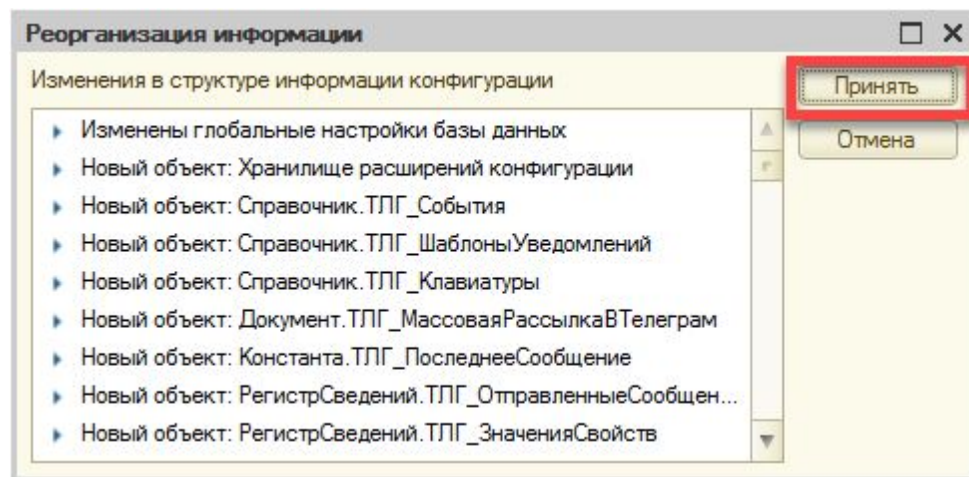 Реорганизация информации
Изменения в структуре информации конфигурации
Принять
Отмена
Изменены глобальные настройки базы данных
Новый объект: Хранилище расширений конфигурации
Новый объект: Справочник.ТЛГ_События
Новый объект: Справочник.ТЛГ_ШаблоныУведомлений
Новый объект: Справочник.ТЛГ_Клавиатуры
Новый объект: Документ.ТЛГ_МассоваяРассылкаВТелеграм
Новый объект: Константа.ТЛГ_ПоследнееСообщение
Новый объект: РегистрСведений.ТЛГ_ОтправленныеСообщен...
Новый объект: РегистрСведений.ТЛГ_ЗначенияСвойств